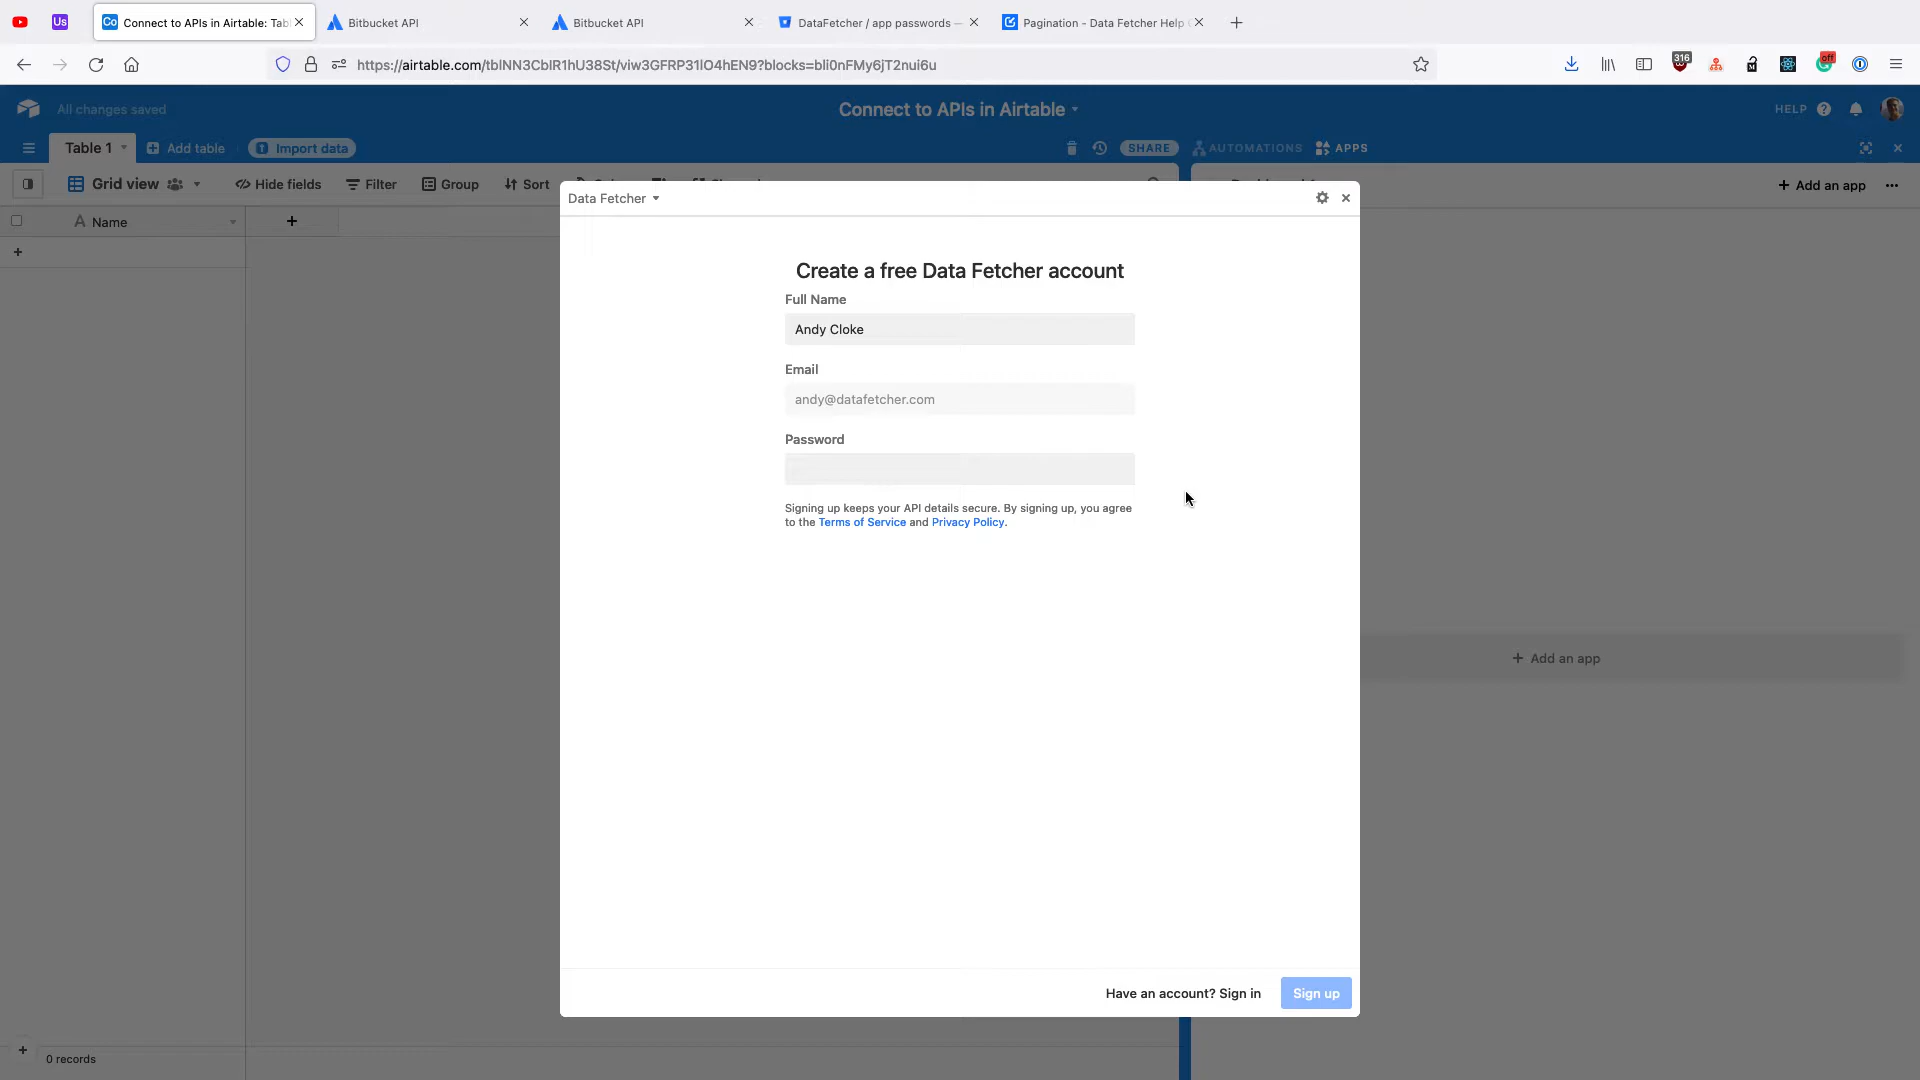 Us
Connect to APIs in Airtable: Tab
Bitbucket API
Bitbucket API
DataFetcher / app passwords —
Pagination - Data Fetcher Help
https://airtable.com/tblNN3CblR1hU38St/viw3GFRP31lO4hEN9?blocks=bli0nFMy6jT2nui6u
316
off
All changes saved
Connect to APIs in Airtable
HELP
Table 1
Add table
Import data
SHARE
AUTOMATIONS
APPS
Grid view
Hide fields
Filter
Group
Sort
Add an app
Name
Data Fetcher
Create a free Data Fetcher account
Full Name
Andy Cloke
Email
andy@datafetcher.com
Password
Signing up keeps your API details secure. By signing up, you agree
to the Terms of Service and Privacy Policy.
Add an app
Have an account? Sign in
Sign up
0 records